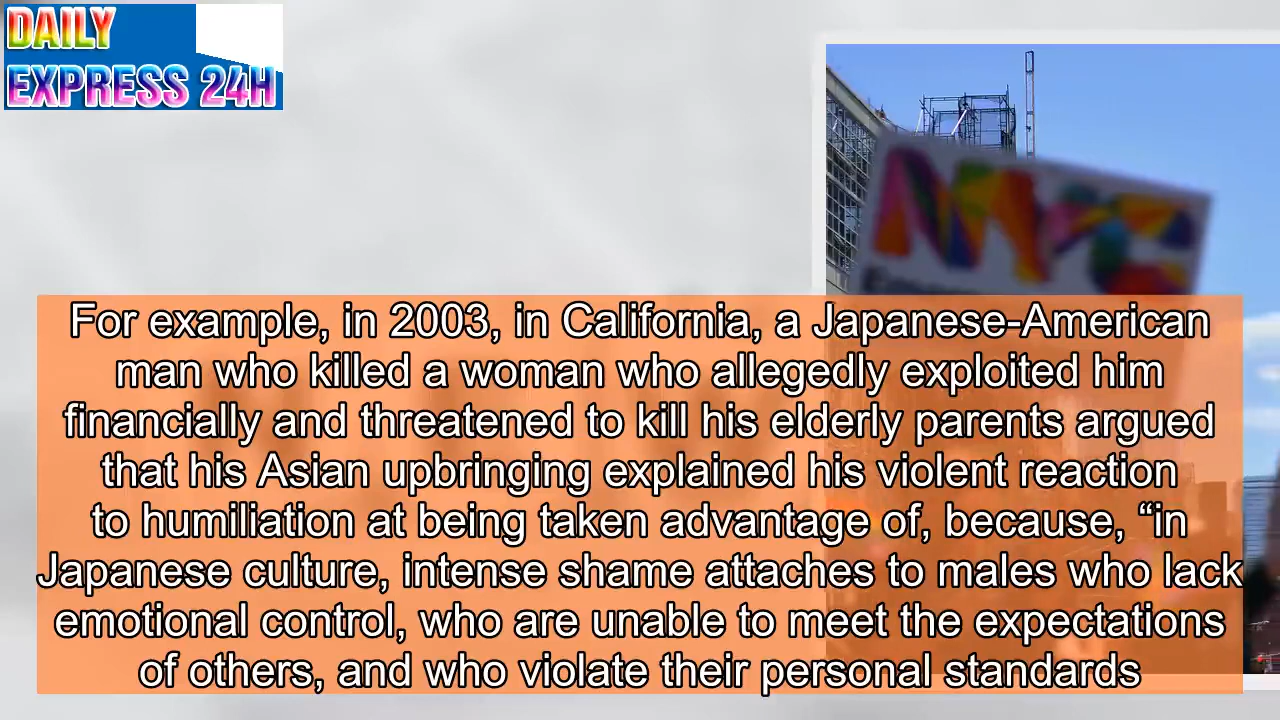 DAILY
EXPRESS 24H
NYC
For example, in 2003, in California, a Japanese-American
man who killed a woman who allegedly exploited him
financially and threatened to kill his elderly parents argued
that his Asian upbringing explained his violent reaction
to humiliation at being taken advantage of, because, “in
Japanese culture, intense shame attaches to males who lack
emotional control, who are unable to meet the expectations
of others, and who violate their personal standards